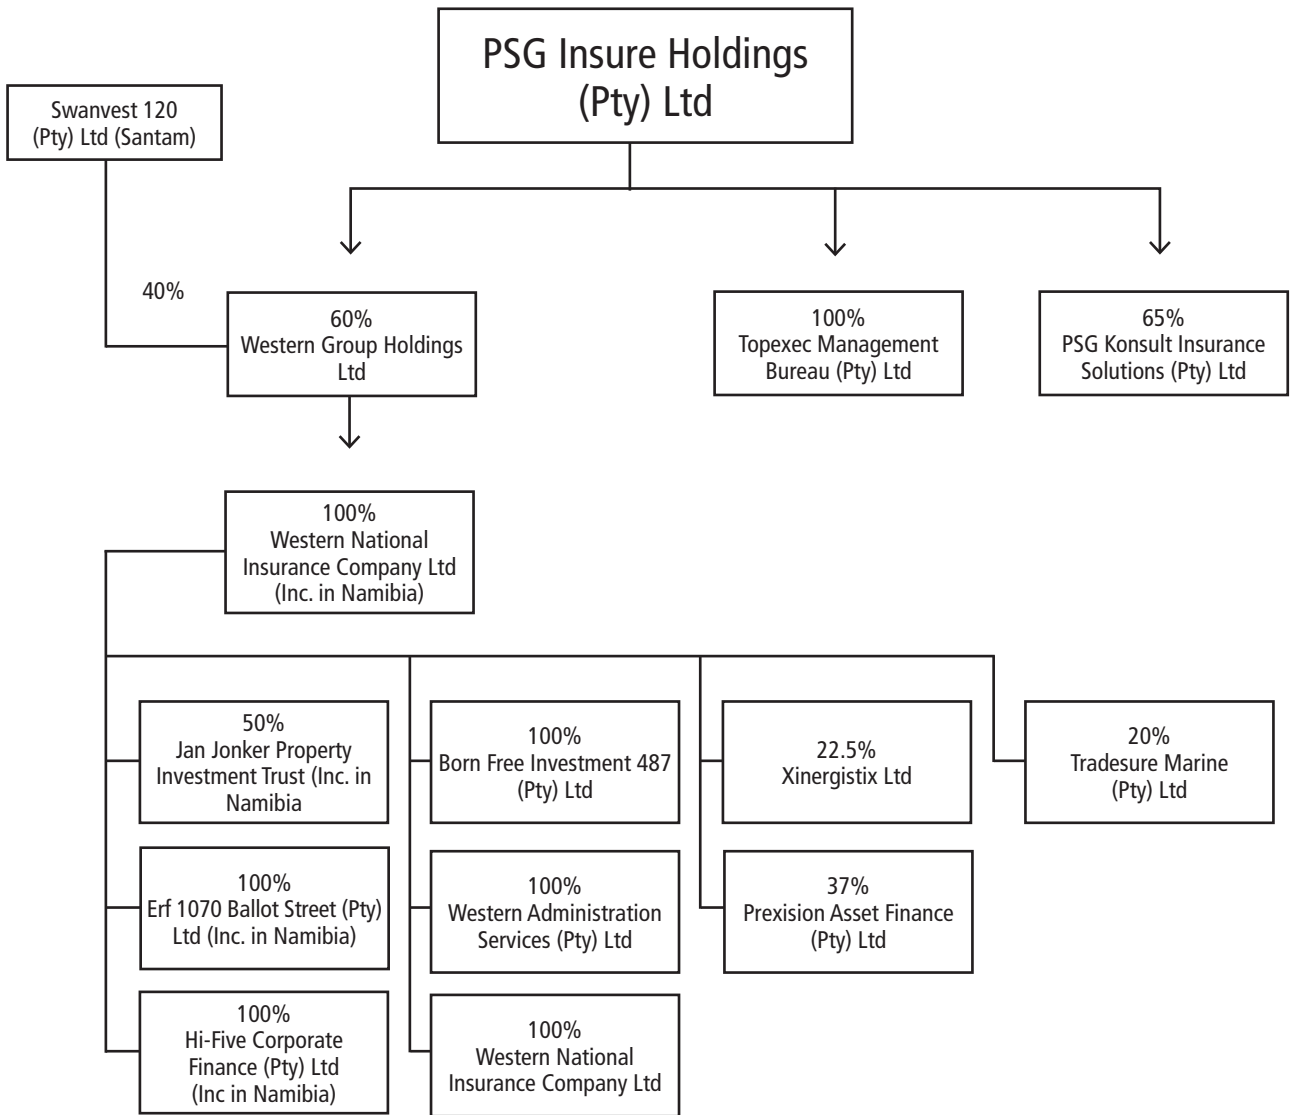 PSG Insure Holdings
(Pty) Ltd
Swanvest 120
(Pty) Ltd (Santam)
40%
60%
Western Group Holdings
Ltd
100%
Topexec Management
Bureau (Pty) Ltd
65%
PSG Konsult Insurance
Solutions (Pty) Ltd
100%
Western National
Insurance Company Ltd
(Inc. in Namibia)
50%
Jan Jonker Property
Investment Trust (Inc. in
Namibia
100%
Born Free Investment 487
(Pty) Ltd
22.5%
Xinergistix Ltd
20%
Tradesure Marine
(Pty) Ltd
100%
Erf 1070 Ballot Street (Pty)
Ltd (Inc. in Namibia)
100%
Western Administration
Services (Pty) Ltd
37%
Prexision Asset Finance
(Pty) Ltd
100%
Hi-Five Corporate
Finance (Pty) Ltd
(Inc in Namibia)
100%
Western National
Insurance Company Ltd